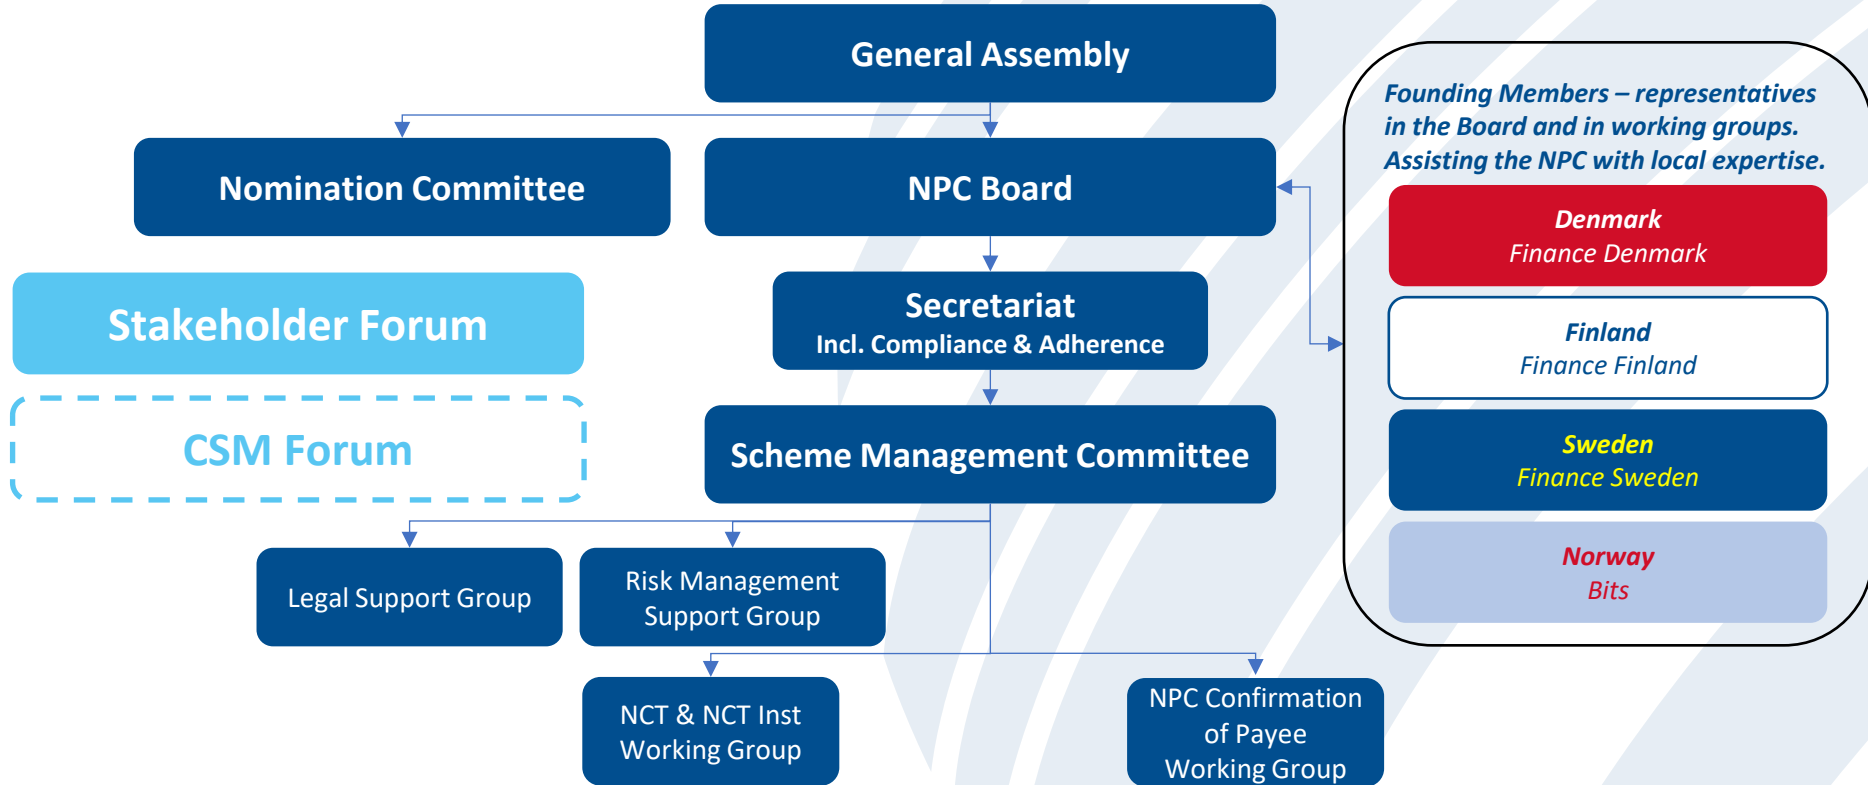 General Assembly
Founding Members – representatives
in the Board and in working groups.
Assisting the NPC with local expertise.
Nomination Committee
NPC Board
Denmark
Finance Denmark
Stakeholder Forum
Secretariat
Incl. Compliance & Adherence
Finland
Finance Finland
CSM Forum
Scheme Management Committee
Sweden
Finance Sweden
Norway
Bits
Legal Support Group
Risk Management
Support Group
NCT & NCT Inst
Working Group
NPC Confirmation
of Payee
Working Group